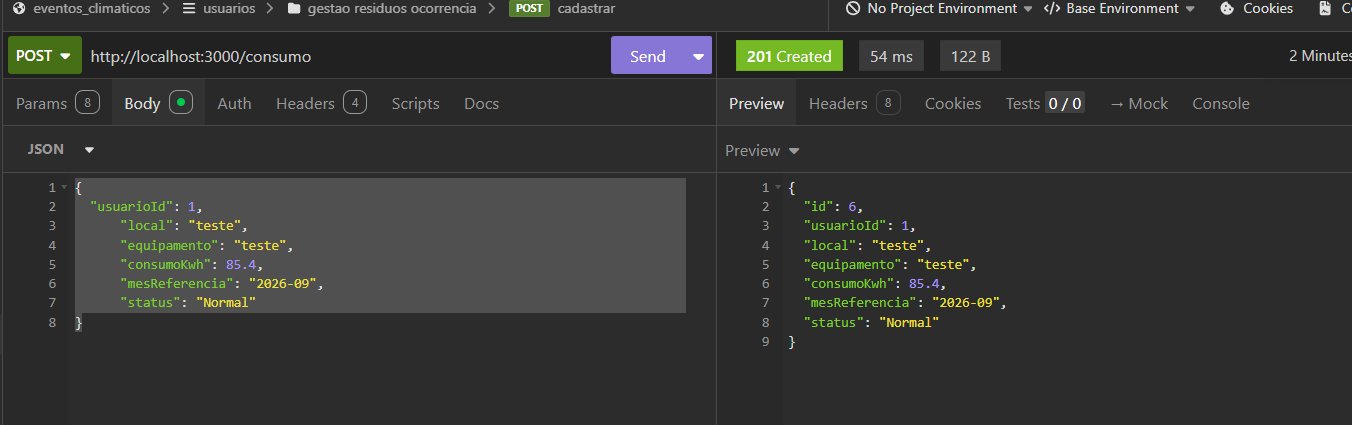 eventos_climaticos > usuarios > gestao residuos ocorrencia > POST cadastrar
No Project Environment </> Base Environment Cookies
POST http://localhost:3000/consumo Send
201 Created 54 ms 122 B 2 Minutes
Params 8 Body Auth Headers 4 Scripts Docs
Preview Headers 8 Cookies Tests 0 / 0 → Mock Console
JSON
Preview
1 {
2 "usuarioId": 1,
3 "local": "teste",
4 "equipamento": "teste",
5 "consumoKwh": 85.4,
6 "mesReferencia": "2026-09",
7 "status": "Normal"
8 }
1 {
2 "id": 6,
3 "usuarioId": 1,
4 "local": "teste",
5 "equipamento": "teste",
6 "consumoKwh": 85.4,
7 "mesReferencia": "2026-09",
8 "status": "Normal"
9 }